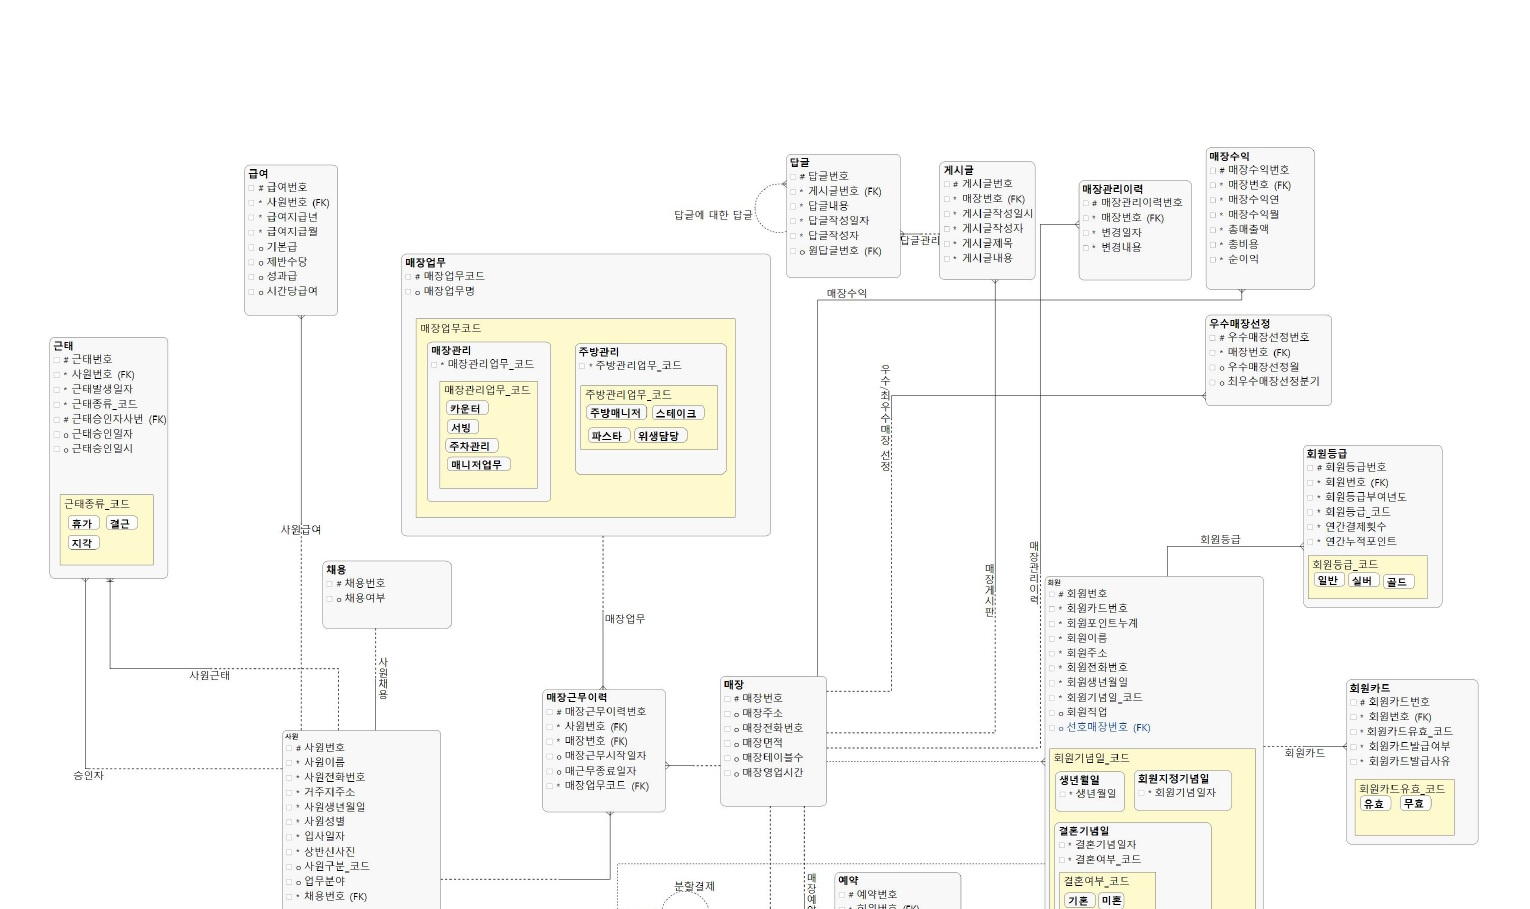 급여
# 급여번호
* 사원번호 (FK)
* 급여지급년
* 급여지급월
o 기본급
o 제반수당
o 성과급
o 시간당급여
근태
# 근태번호
* 사원번호 (FK)
* 근태발생일자
* 근태종류_코드
# 근태승인자사번 (FK)
o 근태승인일자
o 근태승인일시
근태종류_코드
휴가 결근
지각
사원급여
채용
# 채용번호
o 채용여부
사원채용
사원근태
승인자
사원
# 사원번호
* 사원이름
* 사원전화번호
* 거주지주소
* 사원생년월일
* 사원성별
* 입사일자
* 상반신사진
o 사원구분_코드
o 업무분야
* 채용번호 (FK)
매장업무
# 매장업무코드
o 매장업무명
매장업무코드
매장관리
* 매장관리업무_코드
매장관리업무_코드
카운터
서빙
주차관리
매니저업무
주방관리
* 주방관리업무_코드
주방관리업무_코드
주방매니저 스테이크
파스타 위생담당
매장업무
매장근무이력
# 매장근무이력번호
* 사원번호 (FK)
* 매장번호 (FK)
o 매장근무시작일자
o 매근무종료일자
* 매장업무코드 (FK)
매장
# 매장번호
o 매장주소
o 매장전화번호
o 매장면적
o 매장테이블수
o 매장영업시간
답글에 대한 답글
답글
# 답글번호
* 게시글번호 (FK)
* 답글내용
* 답글작성일자
* 답글작성자
o 원답글번호 (FK)
답글관리
게시글
# 게시글번호
* 매장번호 (FK)
* 게시글작성일시
* 게시글작성자
* 게시글제목
* 게시글내용
매장관리이력
# 매장관리이력번호
* 매장번호 (FK)
* 변경일자
* 변경내용
매장수익
# 매장수익번호
* 매장번호 (FK)
* 매장수익연
* 매장수익월
* 총매출액
* 총비용
* 순이익
매장수익
우수매장선정
# 우수매장선정번호
* 매장번호 (FK)
o 우수매장선정월
o 최우수매장선정분기
우수/최우수매장 선정
매장게시판
매장관리이력
회원등급
# 회원등급번호
* 회원번호 (FK)
* 회원등급부여년도
* 회원등급_코드
* 연간결제횟수
* 연간누적포인트
회원등급_코드
일반 실버 골드
회원등급
회원
# 회원번호
* 회원카드번호
* 회원포인트누계
* 회원이름
* 회원주소
* 회원전화번호
* 회원생년월일
* 회원기념일_코드
o 회원직업
o 선호매장번호 (FK)
회원기념일_코드
생년월일
* 생년월일
회원지정기념일
* 회원기념일자
결혼기념일
* 결혼기념일자
* 결혼여부_코드
결혼여부_코드
기혼 미혼
회원카드
회원카드
# 회원카드번호
* 회원번호 (FK)
* 회원카드유효_코드
* 회원카드발급여부
* 회원카드발급사유
회원카드유효_코드
유효 무효
분할결제
매장예약
예약
# 예약번호
* 회원번호 (FK)